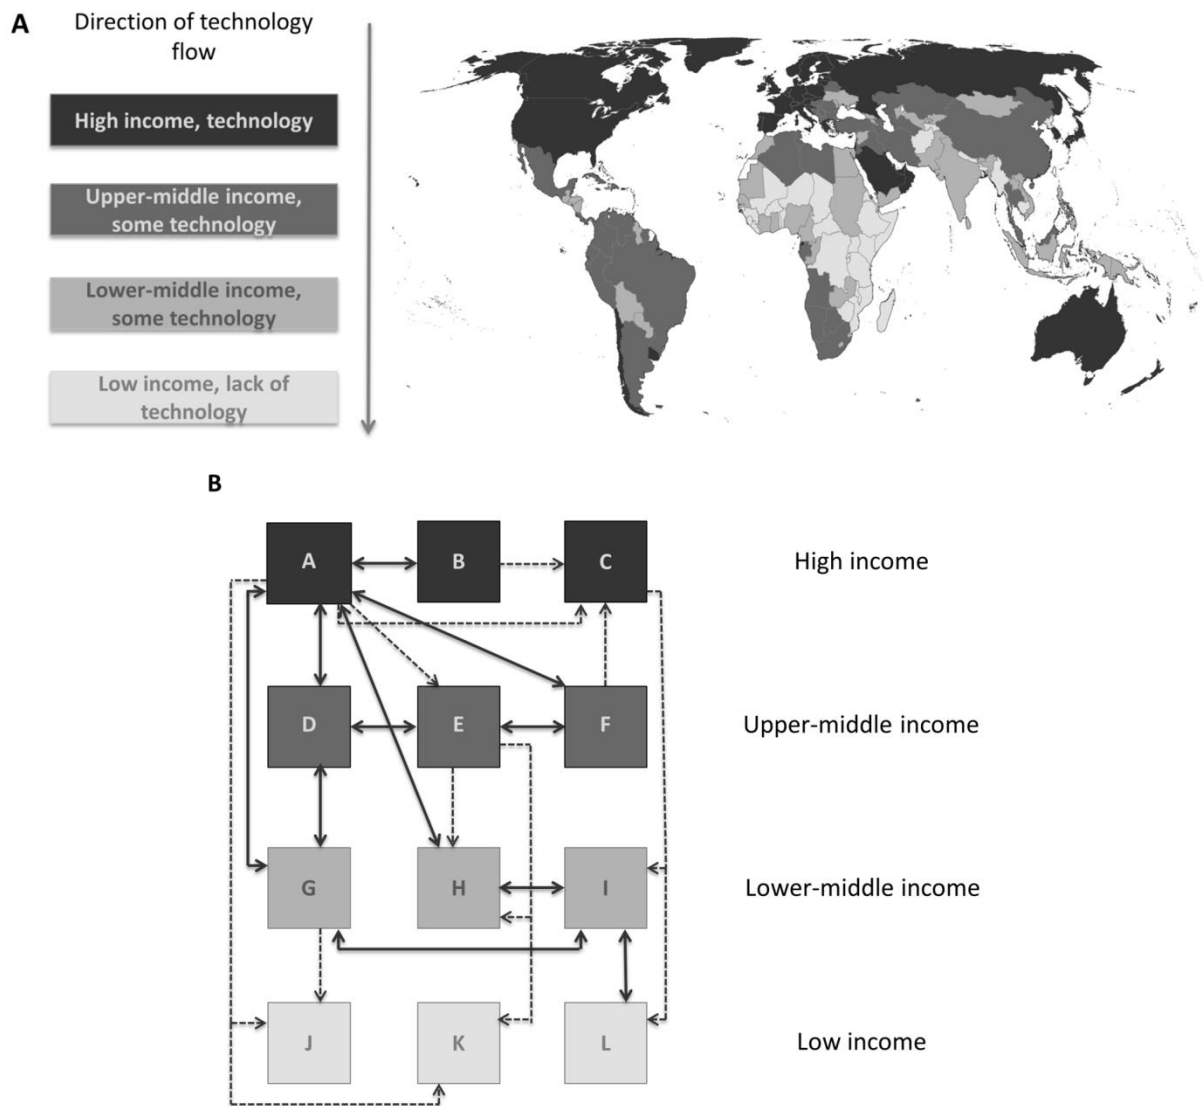 A
Direction of technology
flow
High income, technology
Upper-middle income,
some technology
Lower-middle income,
some technology
Low income, lack of
technology
B
A
B
C
High income
D
E
F
Upper-middle income
G
H
I
Lower-middle income
J
K
L
Low income